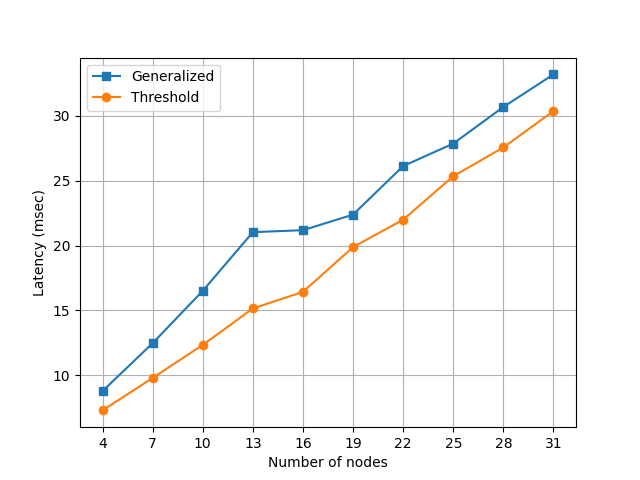 Generalized
Threshold
Latency (msec)
30
25
20
15
10
4 7 10 13 16 19 22 25 28 31
Number of nodes